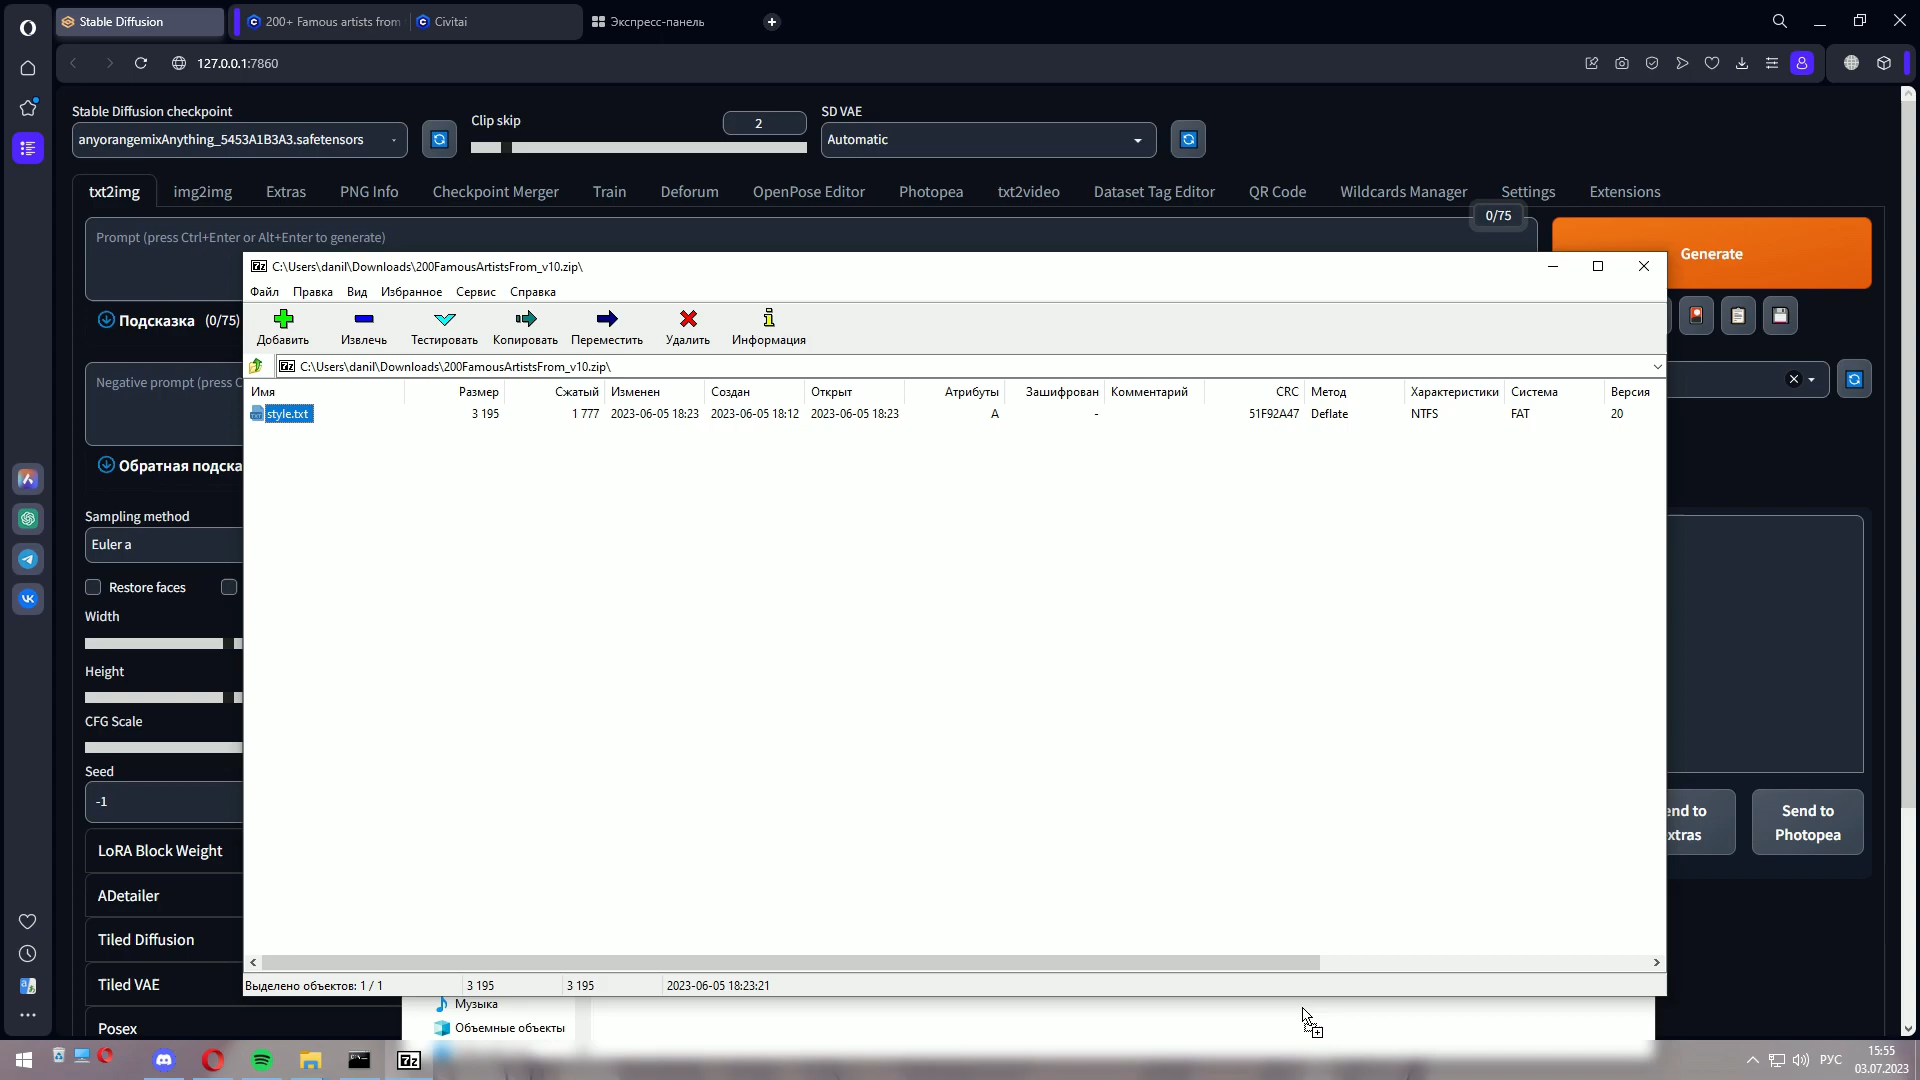 Stable Diffusion
200+ Famous artists from
Civitai
Экспресс-панель
127.0.0.1:7860
Stable Diffusion checkpoint
anyorangemixAnything_5453A1B3A3.safetensors
Clip skip
2
SD VAE
Automatic
txt2img
img2img
Extras
PNG Info
Checkpoint Merger
Train
Deforum
OpenPose Editor
Photopea
txt2video
Dataset Tag Editor
QR Code
Wildcards Manager
Settings
Extensions
0/75
Prompt (press Ctrl+Enter or Alt+Enter to generate)
Generate
7z C:\Users\danil\Downloads\200FamousArtistsFrom_v10.zip\
Файл Правка Вид Избранное Сервис Справка
Подсказка (0/75)
Добавить Извлечь Тестировать Копировать Переместить Удалить Информация
7z C:\Users\danil\Downloads\200FamousArtistsFrom_v10.zip\
Negative prompt (press C
Имя Размер Сжатый Изменен Создан Открыт Атрибуты Зашифрован Комментарий CRC Метод Характеристики Система Версия
style.txt 3 195 1 777 2023-06-05 18:23 2023-06-05 18:12 2023-06-05 18:23 A - 51F92A47 Deflate NTFS FAT 20
Обратная подска
Sampling method
Euler a
Restore faces
Width
Height
CFG Scale
Seed
-1
end to
xtras
Send to
Photopea
LoRA Block Weight
ADetailer
Tiled Diffusion
Tiled VAE
Выделено объектов: 1 / 1 3 195 3 195 2023-06-05 18:23:21
Музыка
Posex
Объемные объекты
7z
РУС
15:55
03.07.2023